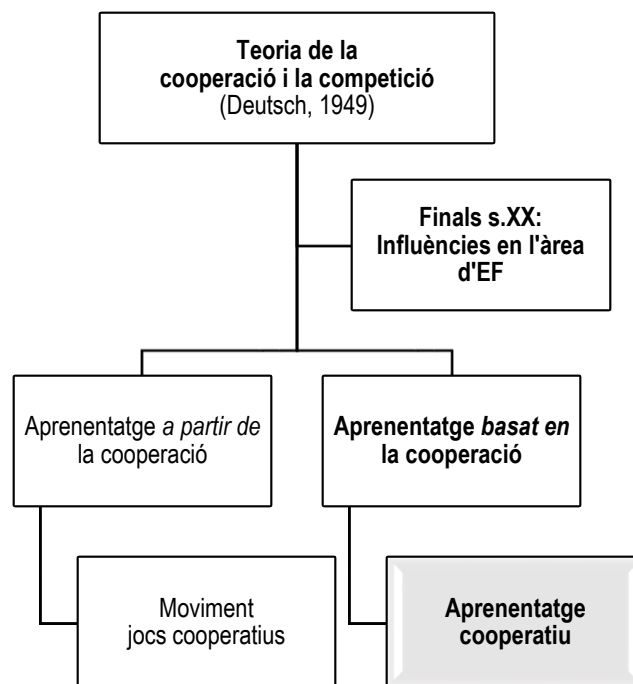 Teoria de la
cooperació i la competició
(Deutsch, 1949)
Finals s.XX:
Influències en l'àrea
d'EF
Aprenentatge a partir de
la cooperació
Aprenentatge basat en
la cooperació
Moviment
jocs cooperatius
Aprenentatge
cooperatiu